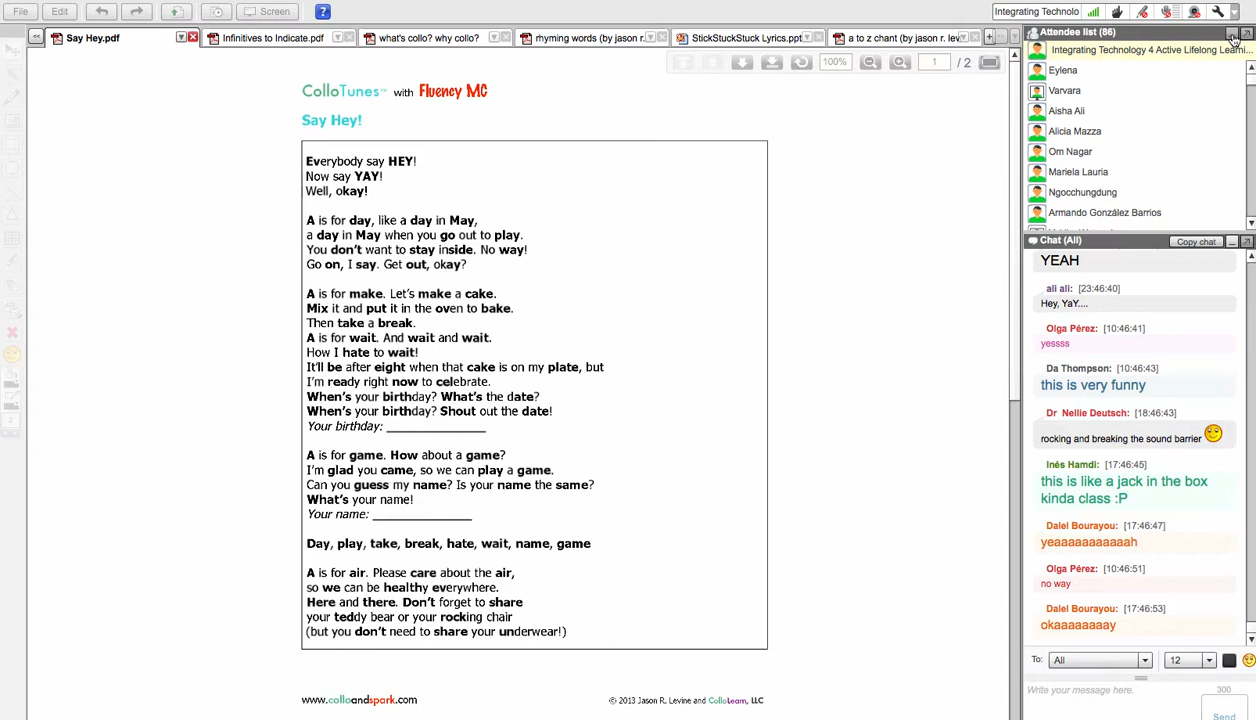 File
Edit
Screen
?
Integrating Technolo
<<
Say Hey.pdf
Infinitives to Indicate.pdf
what's collo? why collo?
rhyming words (by jason r.
StickStuckStuck Lyrics.ppt
a to z chant (by jason r. lev
100%
1 / 2
ColloTunes™ with Fluency MC
Say Hey!
Everybody say HEY!
Now say YAY!
Well, okay!
A is for day, like a day in May,
a day in May when you go out to play.
You don't want to stay inside. No way!
Go on, I say. Get out, okay?
A is for make. Let's make a cake.
Mix it and put it in the oven to bake.
Then take a break.
A is for wait. And wait and wait.
How I hate to wait!
It'll be after eight when that cake is on my plate, but
I'm ready right now to celebrate.
When's your birthday? What's the date?
When's your birthday? Shout out the date!
Your birthday: _______________
A is for game. How about a game?
I'm glad you came, so we can play a game.
Can you guess my name? Is your name the same?
What's your name!
Your name: _______________
Day, play, take, break, hate, wait, name, game
A is for air. Please care about the air,
so we can be healthy everywhere.
Here and there. Don't forget to share
your teddy bear or your rocking chair
(but you don't need to share your underwear!)
www.colloandspark.com
© 2013 Jason R. Levine and ColloLearn, LLC
Attendee list (86)
Integrating Technology 4 Active Lifelong Learni...
Eylena
Varvara
Aisha Ali
Alicia Mazza
Om Nagar
Mariela Lauria
Ngocchungdung
Armando González Barrios
Chat (All)
Copy chat
YEAH
ali ali: [23:46:40]
Hey, YaY....
Olga Pérez: [10:46:41]
yessss
Da Thompson: [10:46:43]
this is very funny
Dr Nellie Deutsch: [18:46:43]
rocking and breaking the sound barrier
Inés Hamdi: [17:46:45]
this is like a jack in the box
kinda class :P
Dalel Bourayou: [17:46:47]
yeaaaaaaaaaaah
Olga Pérez: [10:46:51]
no way
Dalel Bourayou: [17:46:53]
okaaaaaaaay
To: All 12
Write your message here.
300
Send